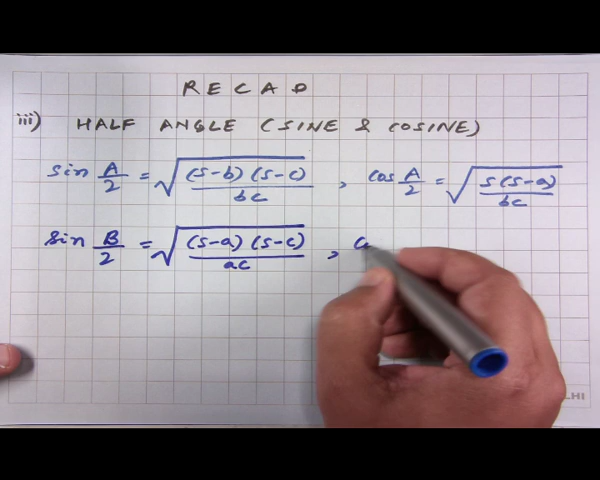 RECAP
iii) HALF ANGLE (SINE & COSINE)
sin A/2 = √((s-b)(s-c)/bc) , cos A/2 = √(s(s-a)/bc)
sin B/2 = √((s-a)(s-c)/ac) , c